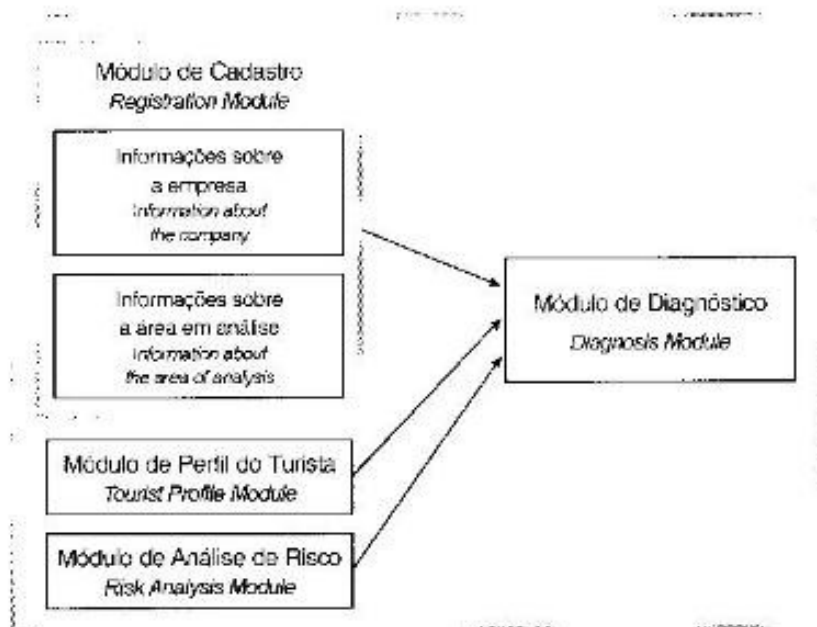 Módulo de Cadastro
Registration Module
Informações sobre
a empresa
Information about
the company
Informações sobre
a área em análise
Information about
the area of analysis
Módulo de Diagnóstico
Diagnosis Module
Módulo de Perfil do Turista
Tourist Profile Module
Módulo de Análise de Risco
Risk Analysis Module